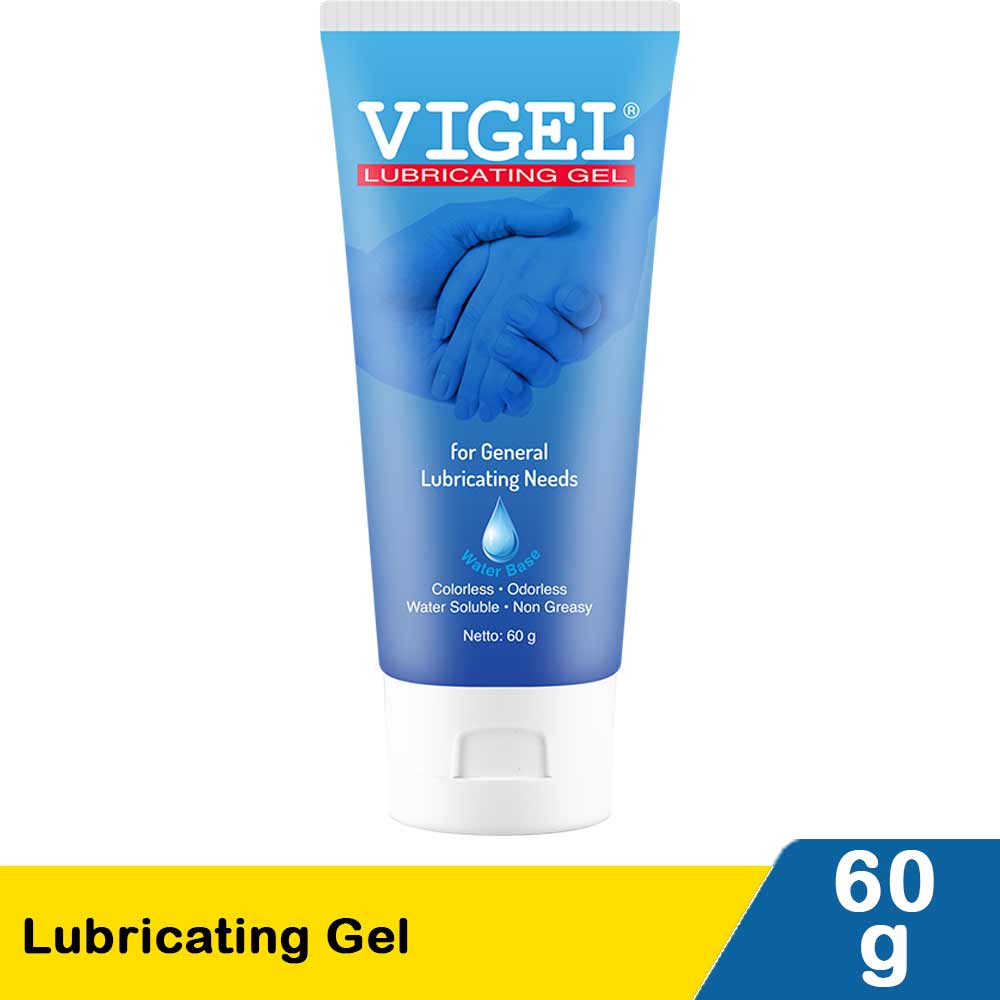 VIGEL®
LUBRICATING GEL
for General
Lubricating Needs
Water Base
Colorless • Odorless
Water Soluble • Non Greasy
Netto: 60 g
Lubricating Gel
60
g